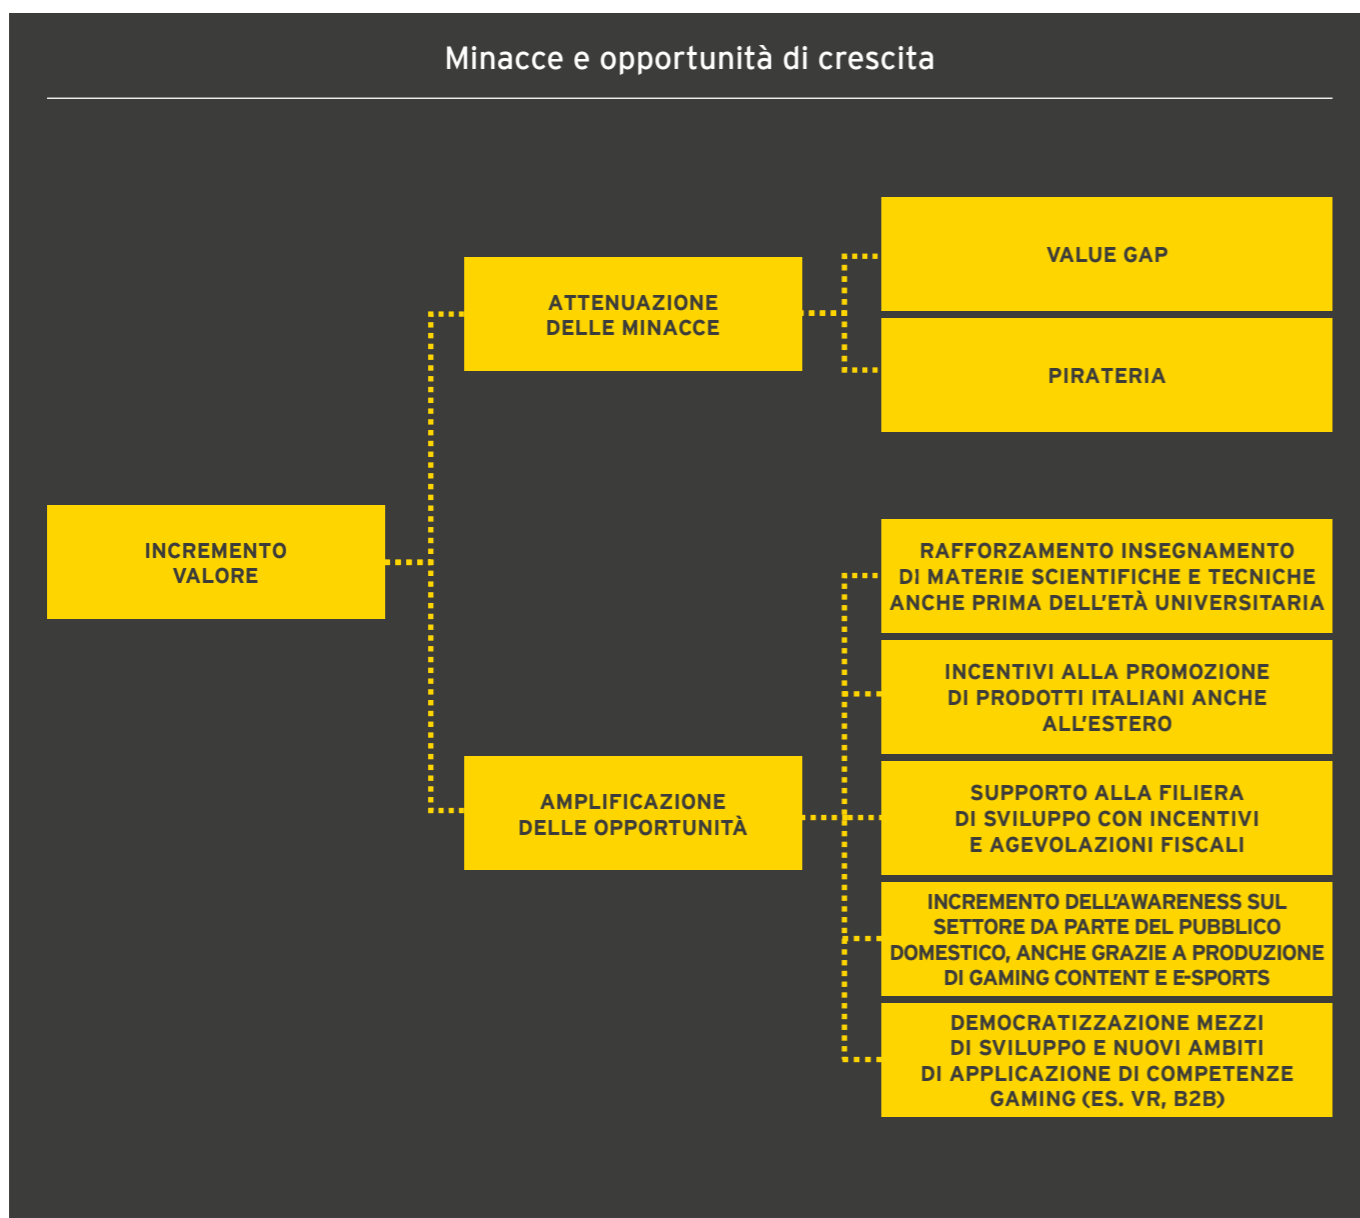 Minacce e opportunità di crescita
VALUE GAP
ATTENUAZIONE
DELLE MINACCE
PIRATERIA
INCREMENTO
VALORE
RAFFORZAMENTO INSEGNAMENTO
DI MATERIE SCIENTIFICHE E TECNICHE
ANCHE PRIMA DELL'ETÀ UNIVERSITARIA
INCENTIVI ALLA PROMOZIONE
DI PRODOTTI ITALIANI ANCHE
ALL'ESTERO
AMPLIFICAZIONE
DELLE OPPORTUNITÀ
SUPPORTO ALLA FILIERA
DI SVILUPPO CON INCENTIVI
E AGEVOLAZIONI FISCALI
INCREMENTO DELL'AWARENESS SUL
SETTORE DA PARTE DEL PUBBLICO
DOMESTICO, ANCHE GRAZIE A PRODUZIONE
DI GAMING CONTENT E E-SPORTS
DEMOCRATIZZAZIONE MEZZI
DI SVILUPPO E NUOVI AMBITI
DI APPLICAZIONE DI COMPETENZE
GAMING (ES. VR, B2B)